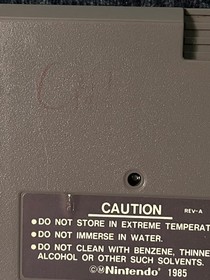 CAUTION
REV-A
●DO NOT STORE IN EXTREME TEMPERAT
●DO NOT IMMERSE IN WATER.
●DO NOT CLEAN WITH BENZENE, THINNE
ALCOHOL OR OTHER SUCH SOLVENTS.
©Ⓜ Nintendo® 1985